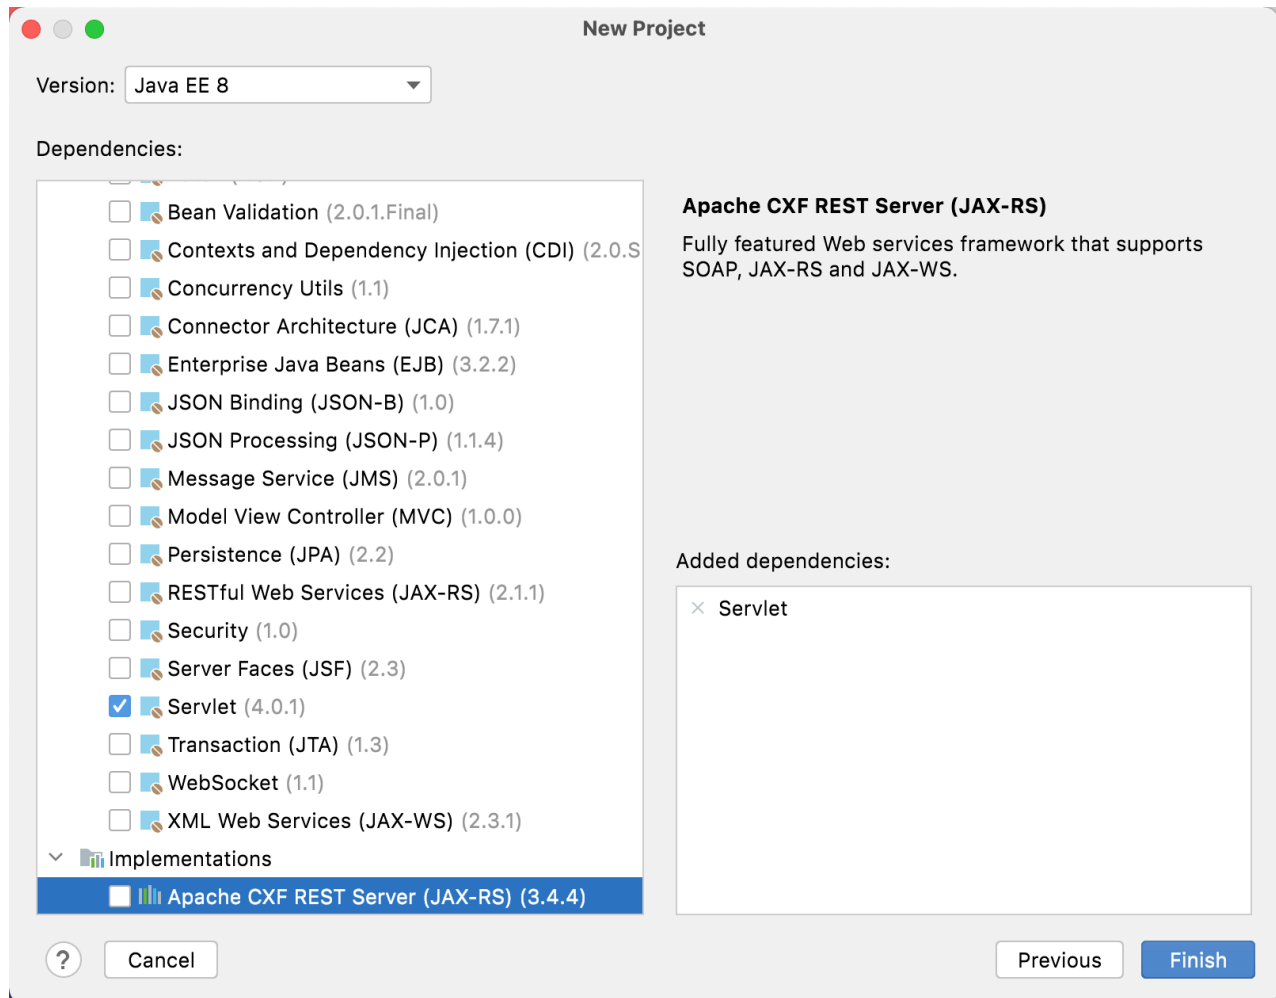 New Project
Version: Java EE 8
Dependencies:
Bean Validation (2.0.1.Final)
Contexts and Dependency Injection (CDI) (2.0.S
Concurrency Utils (1.1)
Connector Architecture (JCA) (1.7.1)
Enterprise Java Beans (EJB) (3.2.2)
JSON Binding (JSON-B) (1.0)
JSON Processing (JSON-P) (1.1.4)
Message Service (JMS) (2.0.1)
Model View Controller (MVC) (1.0.0)
Persistence (JPA) (2.2)
RESTful Web Services (JAX-RS) (2.1.1)
Security (1.0)
Server Faces (JSF) (2.3)
Servlet (4.0.1)
Transaction (JTA) (1.3)
WebSocket (1.1)
XML Web Services (JAX-WS) (2.3.1)
Implementations
Apache CXF REST Server (JAX-RS) (3.4.4)
Apache CXF REST Server (JAX-RS)
Fully featured Web services framework that supports
SOAP, JAX-RS and JAX-WS.
Added dependencies:
Servlet
? Cancel Previous Finish